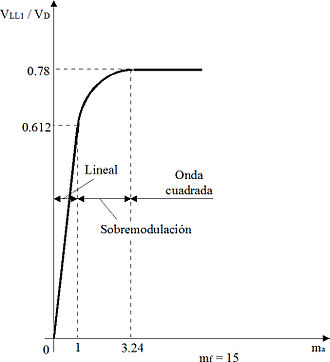 VLL1 / VD
0.78
0.612
Lineal
Onda
cuadrada
Sobremodulación
0
1
3.24
ma
mf = 15